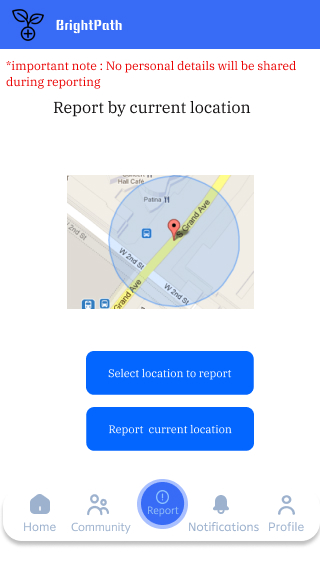 BrightPath
*important note : No personal details will be shared
during reporting
Report by current location
Hall Café
Patina
S Grand Ave
W 2nd St
nd St
W 2nd St
Grand Ave
Select location to report
Report current location
Report
Home
Community
Notifications
Profile